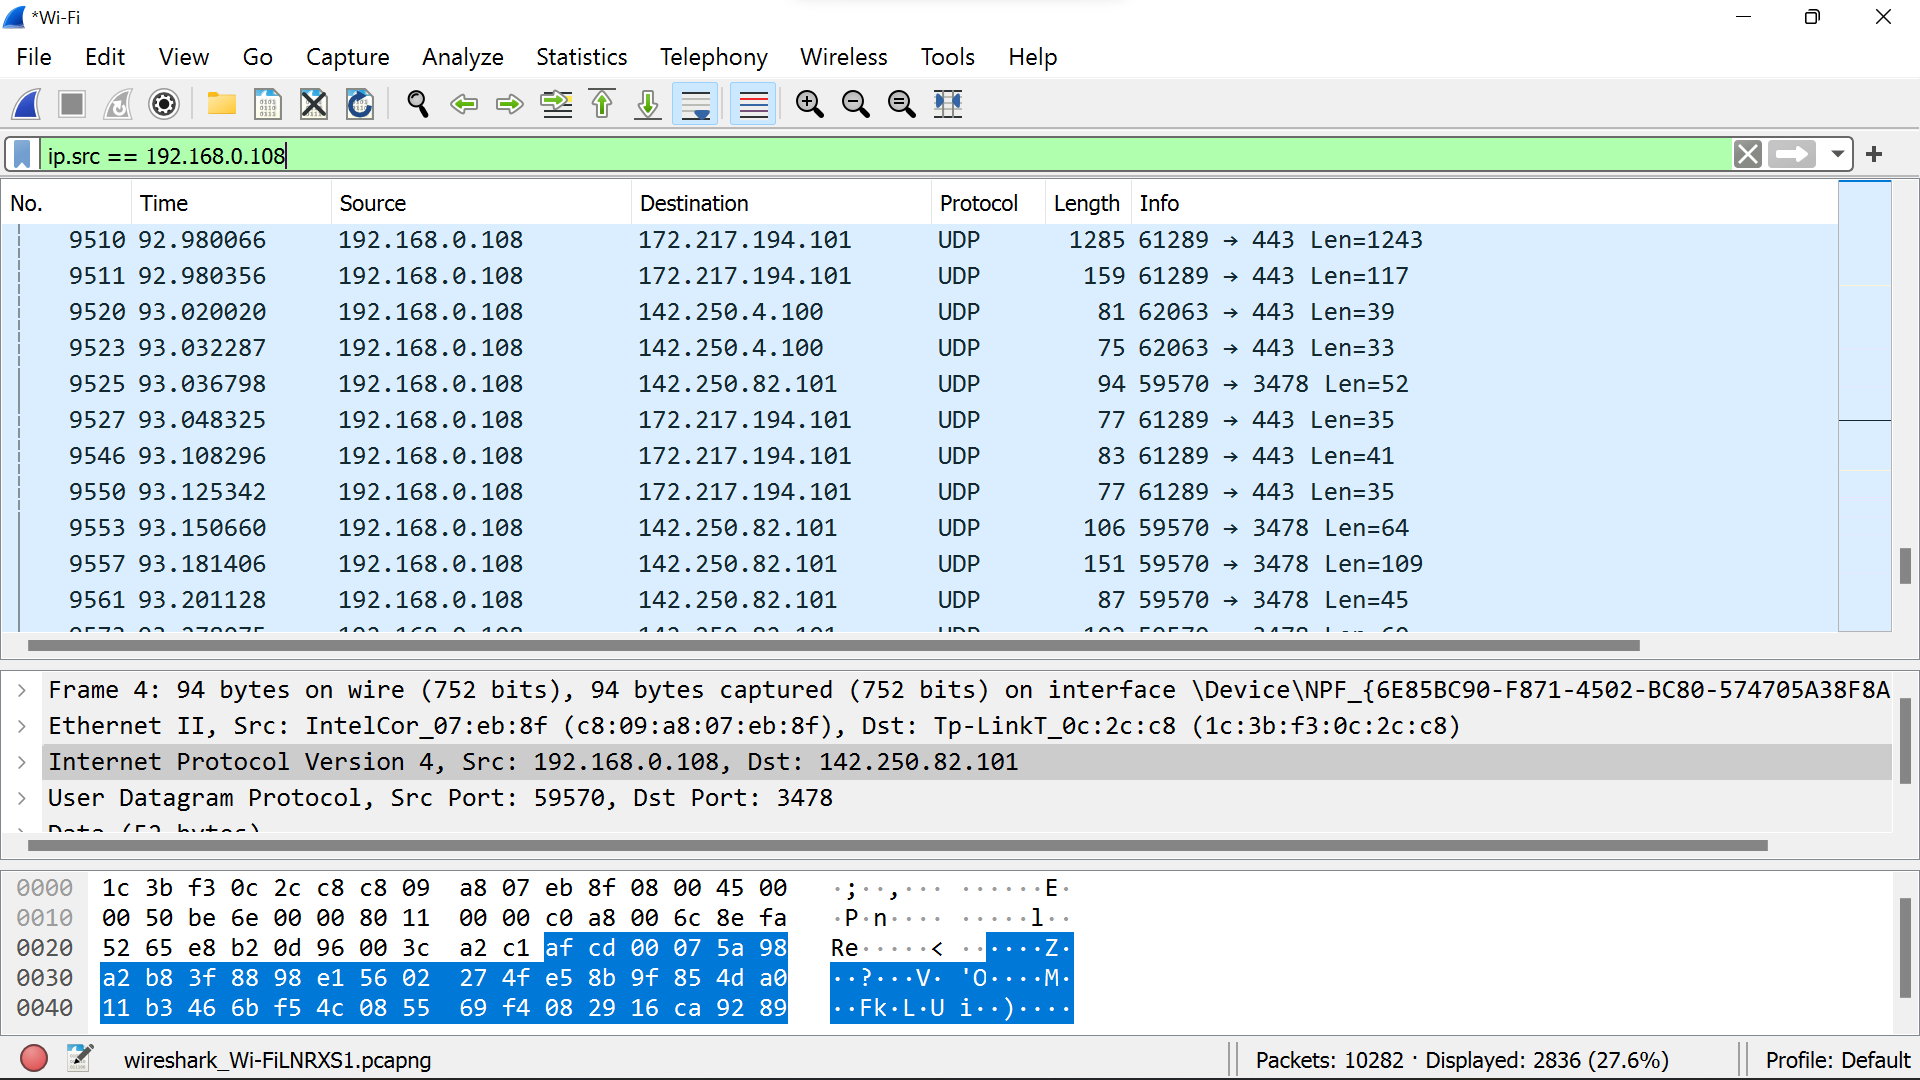 *Wi-Fi
File Edit View Go Capture Analyze Statistics Telephony Wireless Tools Help
ip.src == 192.168.0.108
No. Time Source Destination Protocol Length Info
9510 92.980066 192.168.0.108 172.217.194.101 UDP 1285 61289 → 443 Len=1243
9511 92.980356 192.168.0.108 172.217.194.101 UDP 159 61289 → 443 Len=117
9520 93.020020 192.168.0.108 142.250.4.100 UDP 81 62063 → 443 Len=39
9523 93.032287 192.168.0.108 142.250.4.100 UDP 75 62063 → 443 Len=33
9525 93.036798 192.168.0.108 142.250.82.101 UDP 94 59570 → 3478 Len=52
9527 93.048325 192.168.0.108 172.217.194.101 UDP 77 61289 → 443 Len=35
9546 93.108296 192.168.0.108 172.217.194.101 UDP 83 61289 → 443 Len=41
9550 93.125342 192.168.0.108 172.217.194.101 UDP 77 61289 → 443 Len=35
9553 93.150660 192.168.0.108 142.250.82.101 UDP 106 59570 → 3478 Len=64
9557 93.181406 192.168.0.108 142.250.82.101 UDP 151 59570 → 3478 Len=109
9561 93.201128 192.168.0.108 142.250.82.101 UDP 87 59570 → 3478 Len=45
192.168.0.108 142.250.82.101 UDP 59570 → 3478
Frame 4: 94 bytes on wire (752 bits), 94 bytes captured (752 bits) on interface \Device\NPF_{6E85BC90-F871-4502-BC80-574705A38F8A
Ethernet II, Src: IntelCor_07:eb:8f (c8:09:a8:07:eb:8f), Dst: Tp-LinkT_0c:2c:c8 (1c:3b:f3:0c:2c:c8)
Internet Protocol Version 4, Src: 192.168.0.108, Dst: 142.250.82.101
User Datagram Protocol, Src Port: 59570, Dst Port: 3478
Data (52 bytes)
0000 1c 3b f3 0c 2c c8 c8 09 a8 07 eb 8f 08 00 45 00 ·;··,··· ······E·
0010 00 50 be 6e 00 00 80 11 00 00 c0 a8 00 6c 8e fa ·P·n···· ·····l··
0020 52 65 e8 b2 0d 96 00 3c a2 c1 af cd 00 07 5a 98 Re·····< ······Z·
0030 a2 b8 3f 88 98 e1 56 02 27 4f e5 8b 9f 85 4d a0 ··?···V· 'O····M·
0040 11 b3 46 6b f5 4c 08 55 69 f4 08 29 16 ca 92 89 ··Fk·L·U i··)····
wireshark_Wi-FiLNRXS1.pcapng Packets: 10282 · Displayed: 2836 (27.6%) Profile: Default